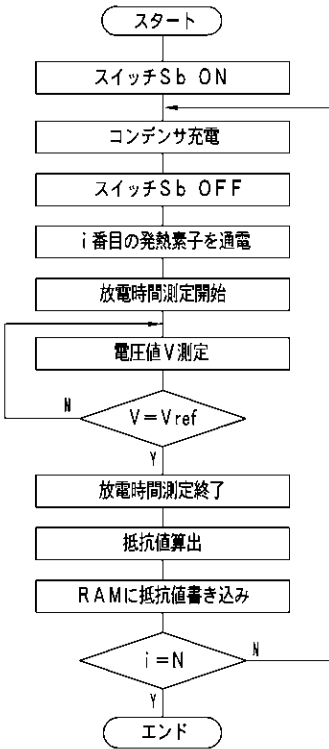 スタート
スイッチSb ON
コンデンサ充電
スイッチSb OFF
i番目の発熱素子を通電
放電時間測定開始
電圧値V測定
N
V=Vref
Y
放電時間測定終了
抵抗値算出
RAMに抵抗値書き込み
i=N
N
Y
エンド